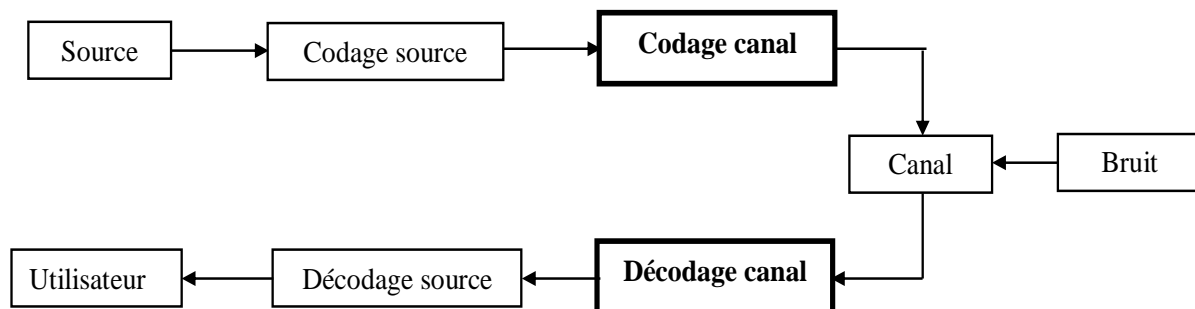 Source
Codage source
Codage canal
Canal
Bruit
Utilisateur
Décodage source
Décodage canal